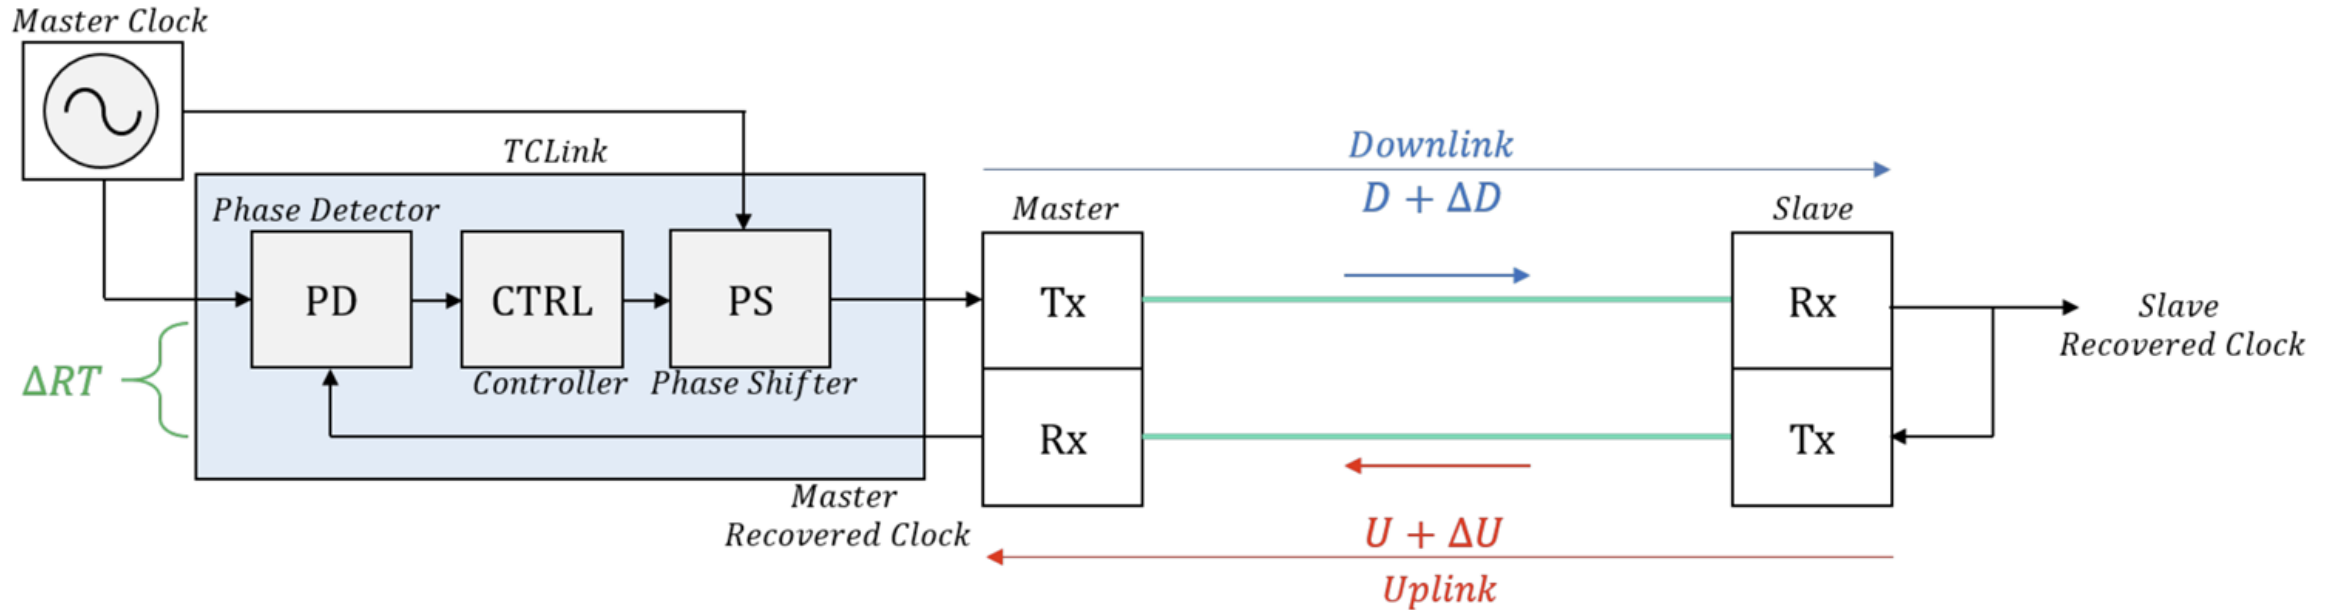 Master Clock
TCLink
Phase Detector
PD
CTRL
PS
Controller
Phase Shifter
ΔRT
Master
Recovered Clock
Master
Tx
Rx
Downlink
D + ΔD
U + ΔU
Uplink
Slave
Rx
Tx
Slave
Recovered Clock